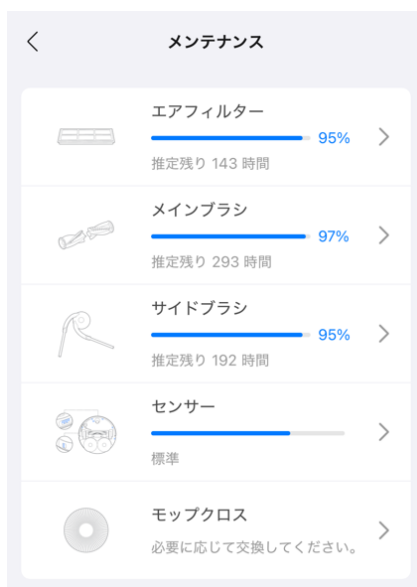 メンテナンス
エアフィルター
95%
推定残り 143 時間
メインブラシ
97%
推定残り 293 時間
サイドブラシ
95%
推定残り 192 時間
センサー
標準
モップクロス
必要に応じて交換してください。